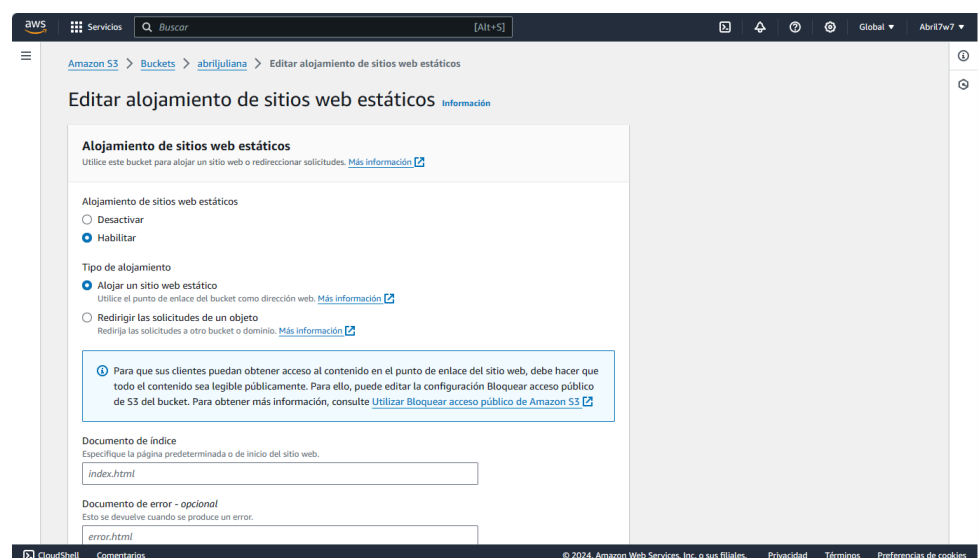 aws
Servicios
Buscar
[Alt+S]
Global
Abril7w7
Amazon S3 > Buckets > abriljuliana > Editar alojamiento de sitios web estáticos
Editar alojamiento de sitios web estáticos Información
Alojamiento de sitios web estáticos
Utilice este bucket para alojar un sitio web o redireccionar solicitudes. Más información
Alojamiento de sitios web estáticos
Desactivar
Habilitar
Tipo de alojamiento
Alojar un sitio web estático
Utilice el punto de enlace del bucket como dirección web. Más información
Redirigir las solicitudes de un objeto
Redirija las solicitudes a otro bucket o dominio. Más información
Para que sus clientes puedan obtener acceso al contenido en el punto de enlace del sitio web, debe hacer que
todo el contenido sea legible públicamente. Para ello, puede editar la configuración Bloquear acceso público
de S3 del bucket. Para obtener más información, consulte Utilizar Bloquear acceso público de Amazon S3
Documento de índice
Especifique la página predeterminada o de inicio del sitio web.
index.html
Documento de error - opcional
Esto se devuelve cuando se produce un error.
error.html
CloudShell Comentarios © 2024, Amazon Web Services, Inc. o sus filiales. Privacidad Términos Preferencias de cookies